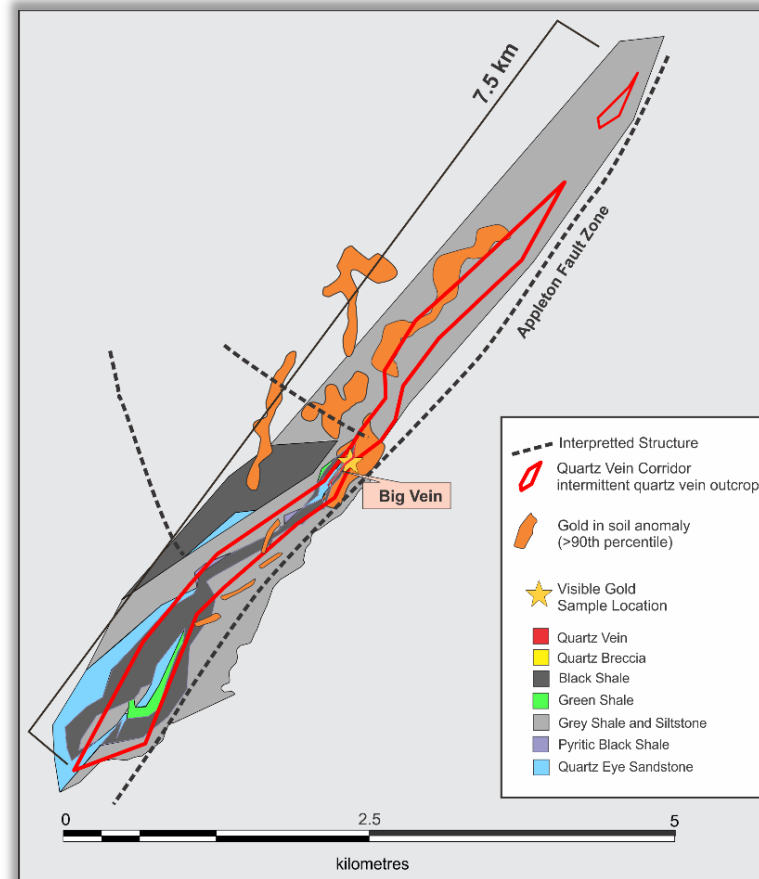 7.5 km
Appleton Fault Zone
Big Vein
Interpretted Structure
Quartz Vein Corridor
intermittent quartz vein outcrop
Gold in soil anomaly
(>90th percentile)
Visible Gold
Sample Location
Quartz Vein
Quartz Breccia
Black Shale
Green Shale
Grey Shale and Siltstone
Pyritic Black Shale
Quartz Eye Sandstone
0 2.5 5
kilometres